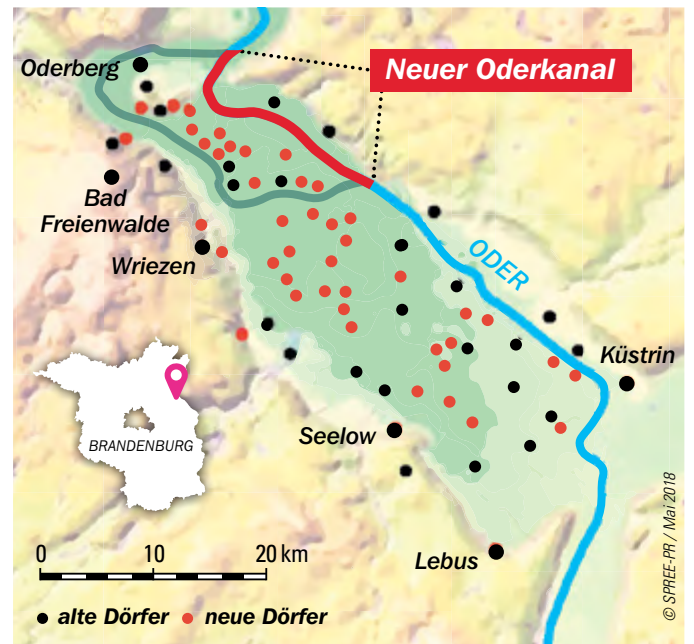 Oderberg
Neuer Oderkanal
Bad
Freienwalde
Wriezen
ODER
Küstrin
BRANDENBURG
Seelow
Lebus
0 10 20 km
alte Dörfer neue Dörfer
© SPREE-PR / Mai 2018